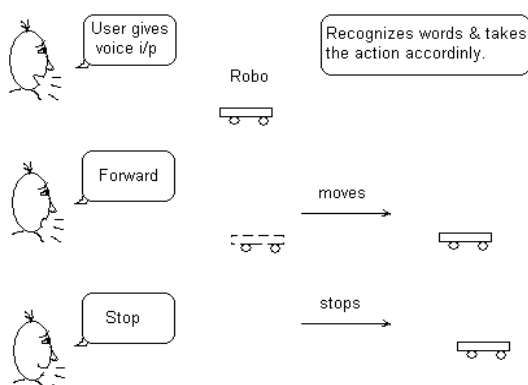 User gives
voice i/p
Recognizes words & takes
the action accordinly.
Robo
Forward
moves
Stop
stops